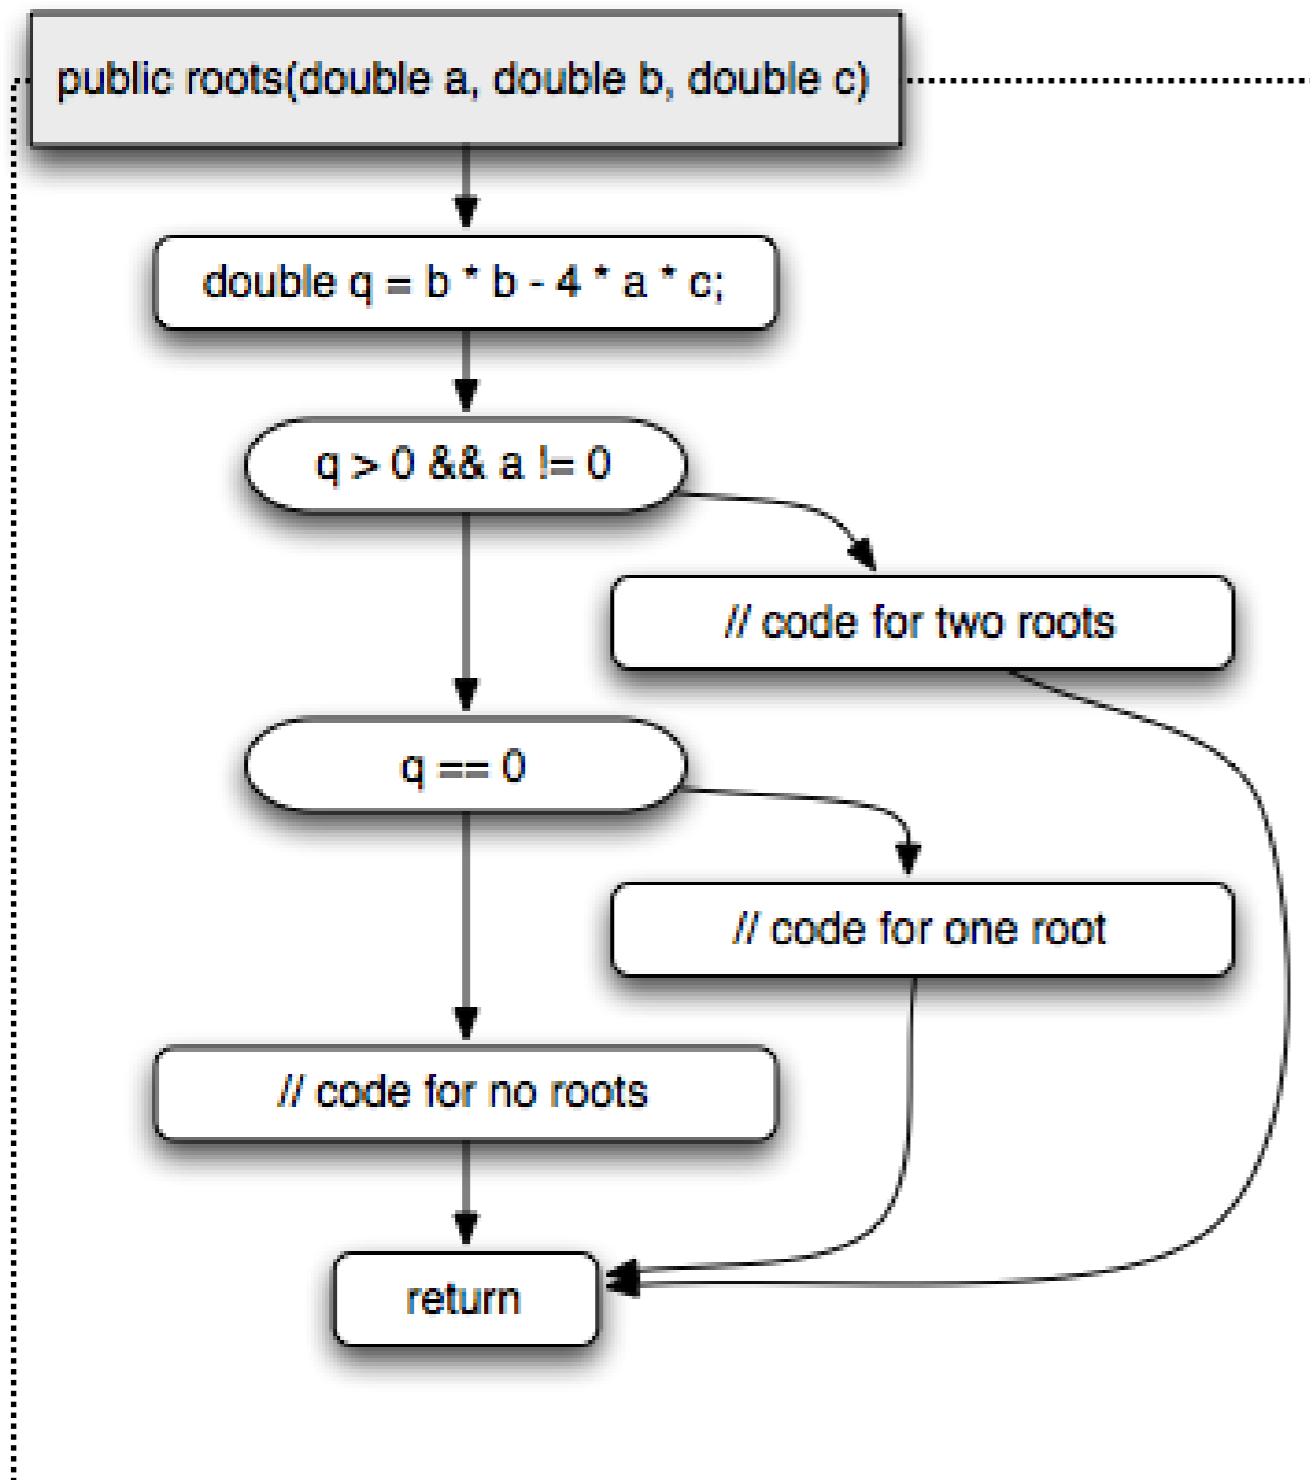 public roots(double a, double b, double c)
double q = b * b - 4 * a * c;
q > 0 && a != 0
// code for two roots
q == 0
// code for one root
// code for no roots
return